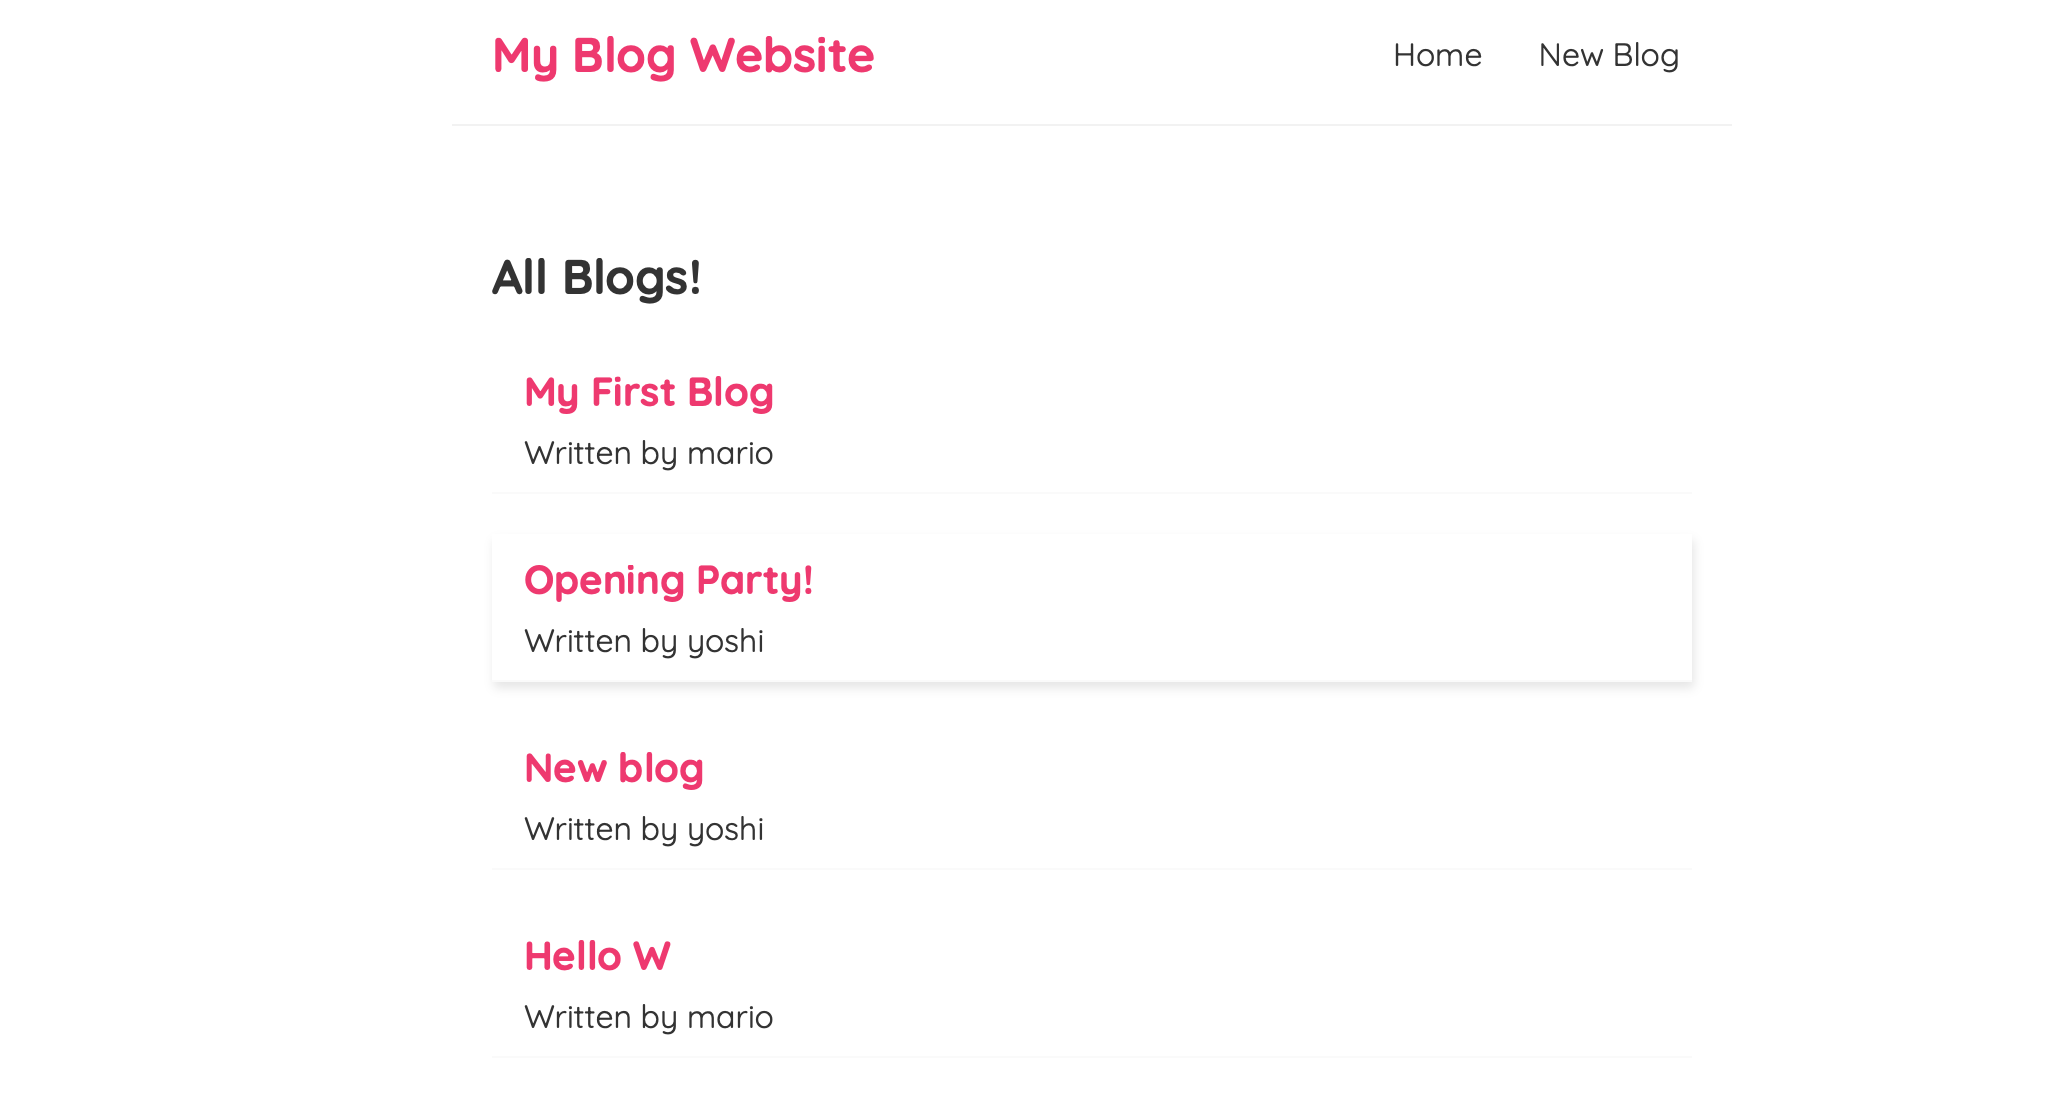 My Blog Website
Home New Blog
All Blogs!
My First Blog
Written by mario
Opening Party!
Written by yoshi
New blog
Written by yoshi
Hello W
Written by mario